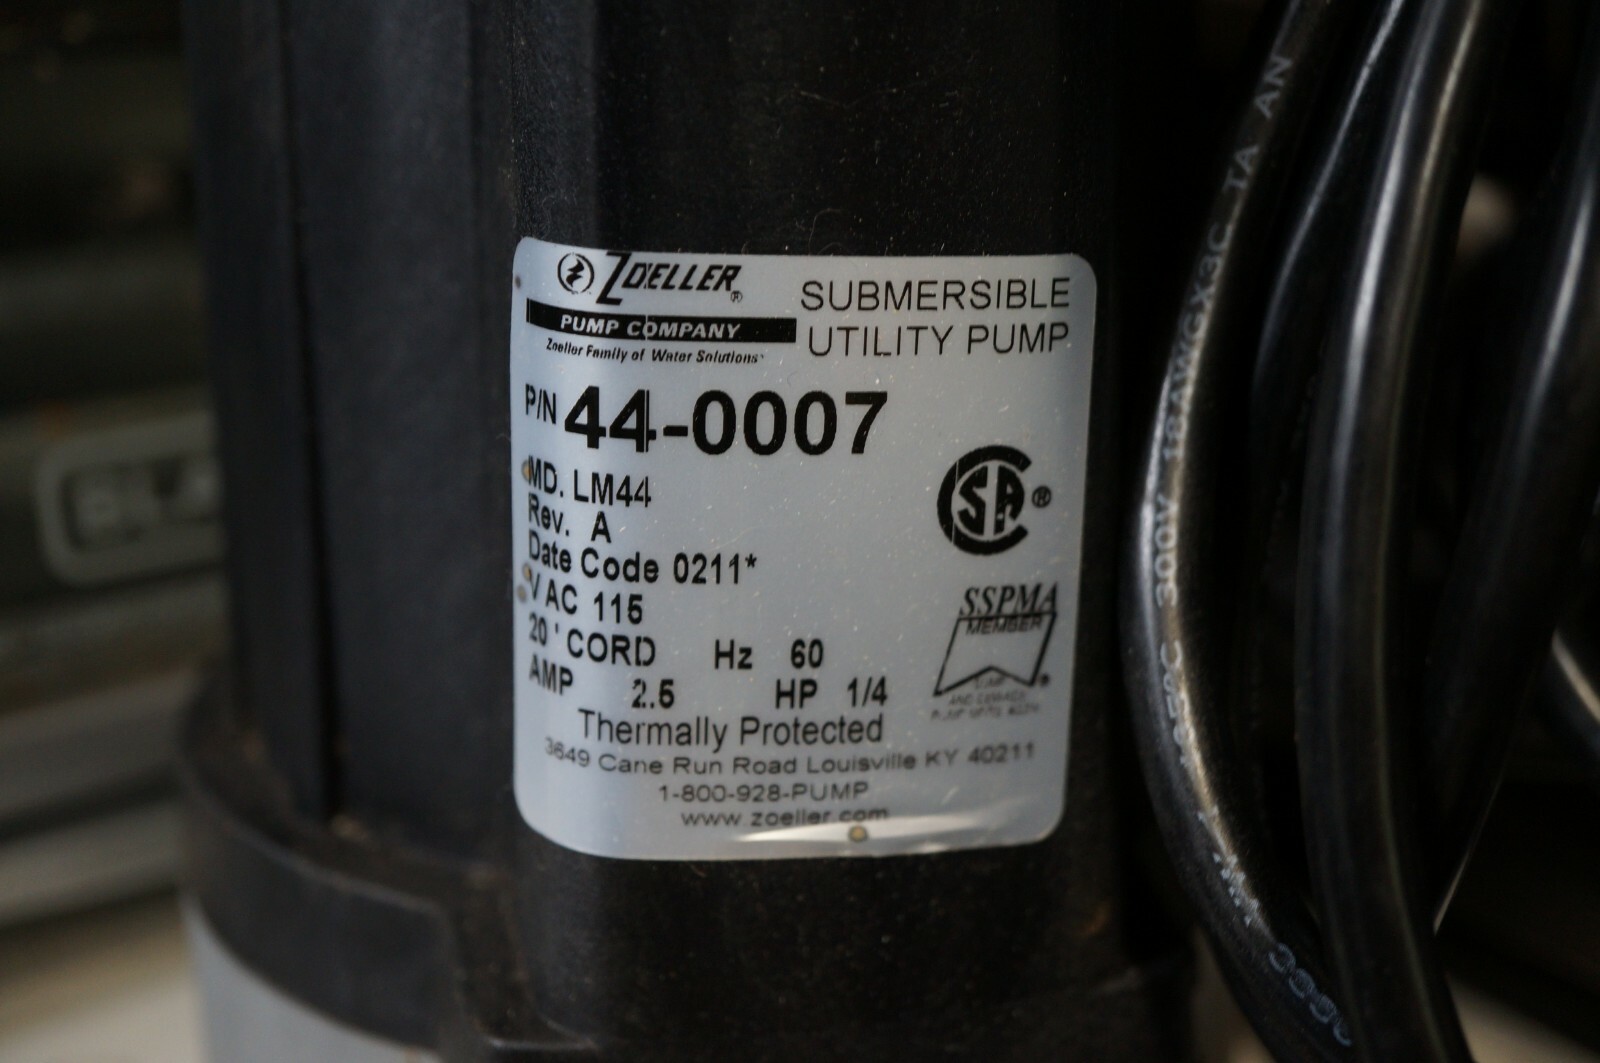 ZOELLER®
PUMP COMPANY
Zoeller Family of Water Solutions
SUBMERSIBLE
UTILITY PUMP
P/N 44-0007
MD. LM44
Rev. A
Date Code 0211*
V AC 115
20 ' CORD Hz 60
AMP 2.5 HP 1/4
Thermally Protected
3649 Cane Run Road Louisville KY 40211
1-800-928-PUMP
www.zoeller.com
SA®
SSPMA
MEMBER
18AWGX3C
300V